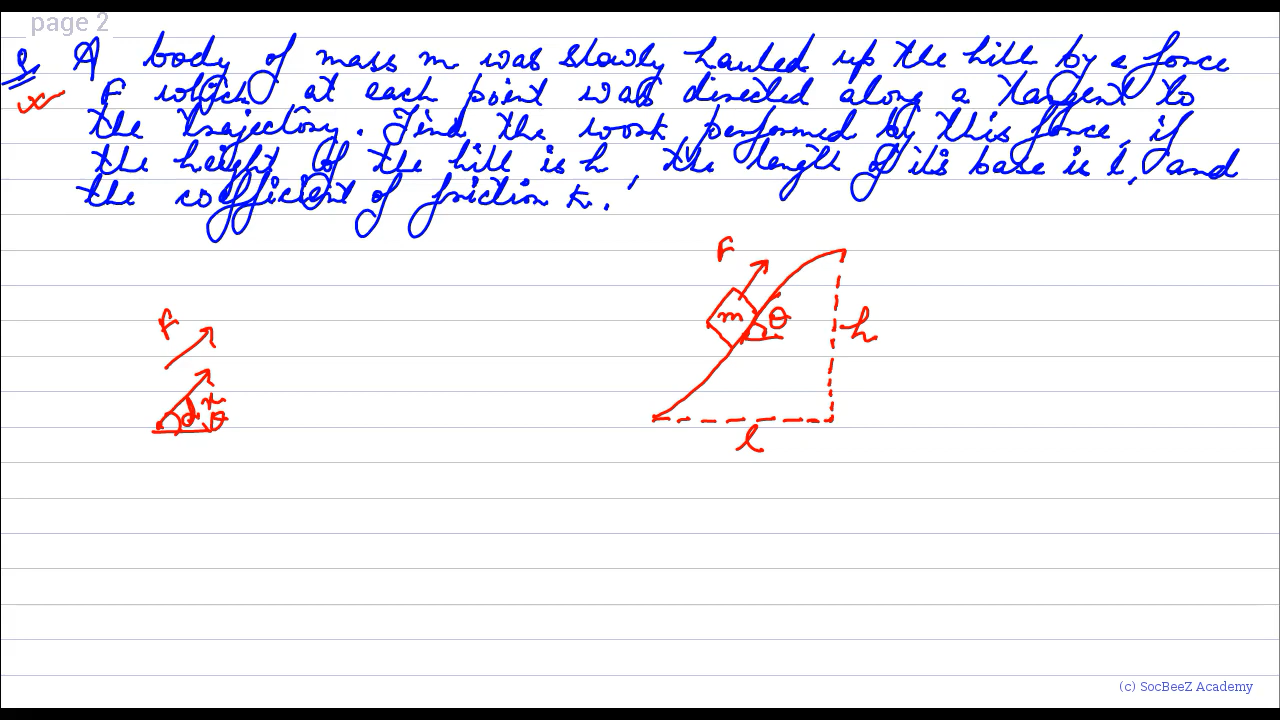 page 2
Q. A body of mass m was slowly hauled up the hill by a force
F which at each point was directed along a tangent to
the trajectory. Find the work performed by this force, if
the height of the hill is h, the length of its base is l, and
the coefficient of friction k.
F
F
m θ
h
dx
θ
l
(c) SocBeeZ Academy